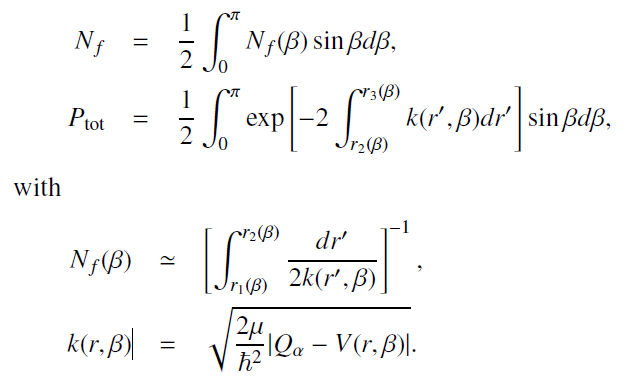 N_f = \frac{1}{2} \int_0^{\pi} N_f(\beta) \sin \beta d\beta,
P_{\text{tot}} = \frac{1}{2} \int_0^{\pi} \exp \left[ -2 \int_{r_2(\beta)}^{r_3(\beta)} k(r', \beta) dr' \right] \sin \beta d\beta,
with
N_f(\beta) \simeq \left[ \int_{r_1(\beta)}^{r_2(\beta)} \frac{dr'}{2k(r', \beta)} \right]^{-1},
k(r, \beta) = \sqrt{\frac{2\mu}{\hbar^2} |Q_\alpha - V(r, \beta)|}.